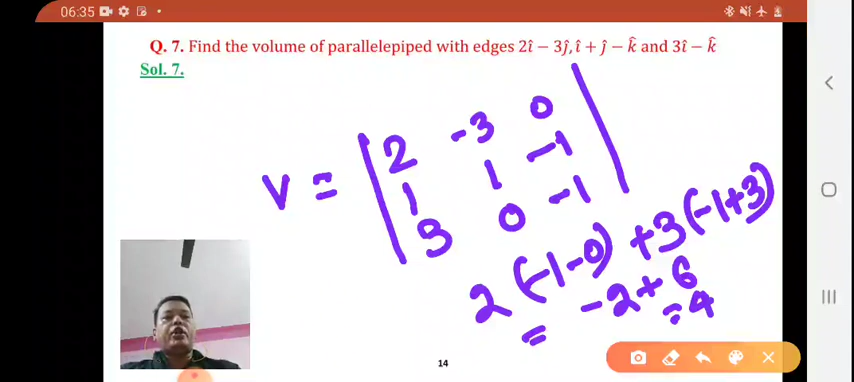 06:35
Q. 7. Find the volume of parallelepiped with edges 2î − 3ĵ, î + ĵ − k̂ and 3î − k̂
Sol. 7.
V = | 2 -3 0 |
| 1 1 -1 |
| 3 0 -1 |
2 (-1-0) +3 (-1+3)
= -2 + 6
= 4
14